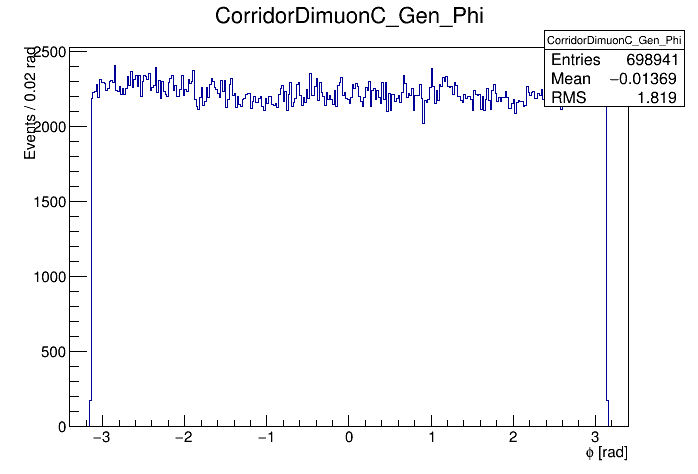 CorridorDimuonC_Gen_Phi
CorridorDimuonC_Gen_Phi
Entries 698941
Mean −0.01369
RMS 1.819
Events / 0.02 rad
2500
2000
1500
1000
500
0
−3 −2 −1 0 1 2 3
ϕ [rad]